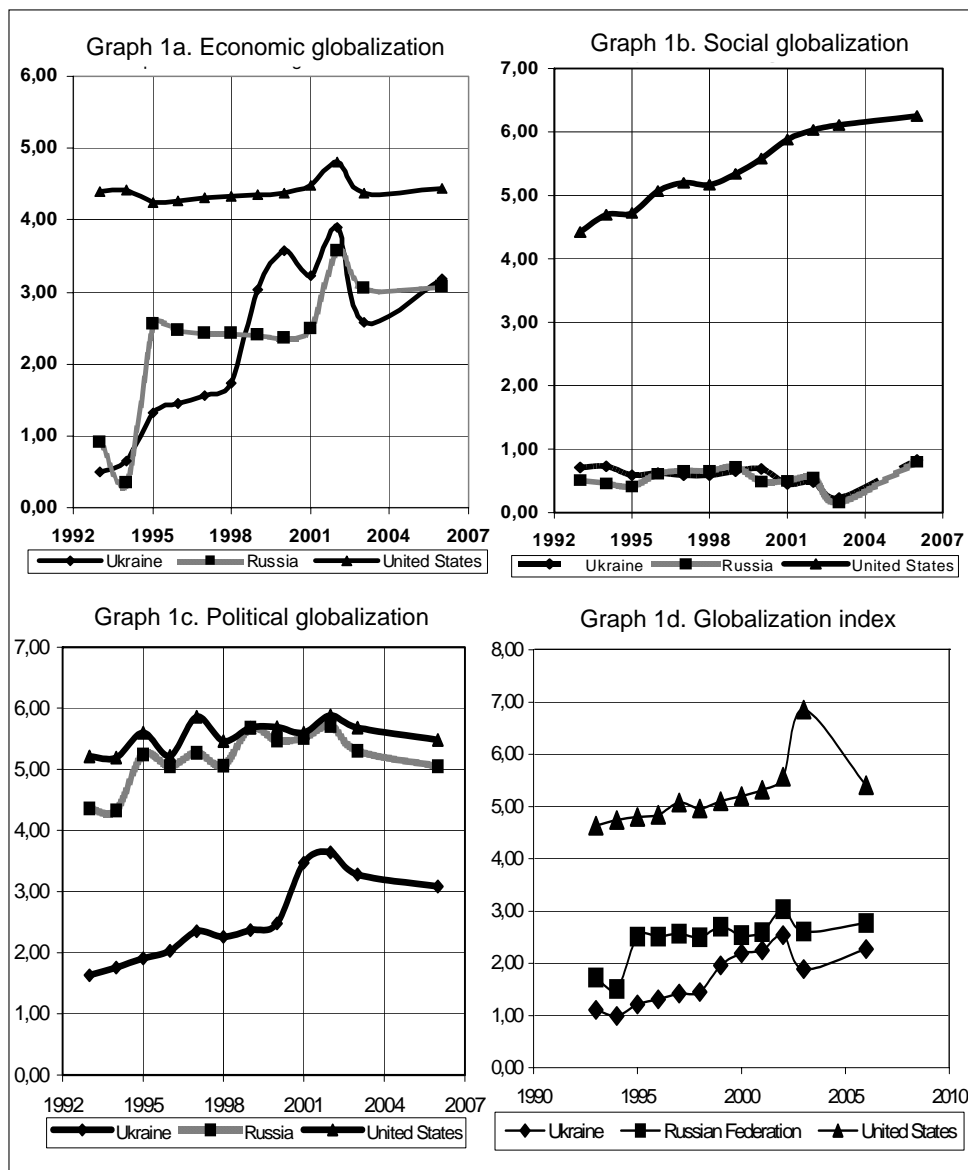 Graph 1a. Economic globalization
6,00
5,00
4,00
3,00
2,00
1,00
0,00
1992 1995 1998 2001 2004 2007
Ukraine Russia United States
Graph 1b. Social globalization
7,00
6,00
5,00
4,00
3,00
2,00
1,00
0,00
1992 1995 1998 2001 2004 2007
Ukraine Russia United States
Graph 1c. Political globalization
7,00
6,00
5,00
4,00
3,00
2,00
1,00
0,00
1992 1995 1998 2001 2004 2007
Ukraine Russia United States
Graph 1d. Globalization index
8,00
7,00
6,00
5,00
4,00
3,00
2,00
1,00
0,00
1990 1995 2000 2005 2010
Ukraine Russian Federation United States